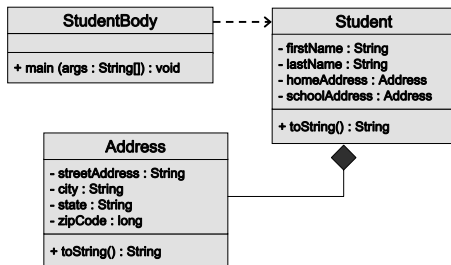 StudentBody
+ main (args : String[]) : void
Student
- firstName : String
- lastName : String
- homeAddress : Address
- schoolAddress : Address
+ toString() : String
Address
- streetAddress : String
- city : String
- state : String
- zipCode : long
+ toString() : String